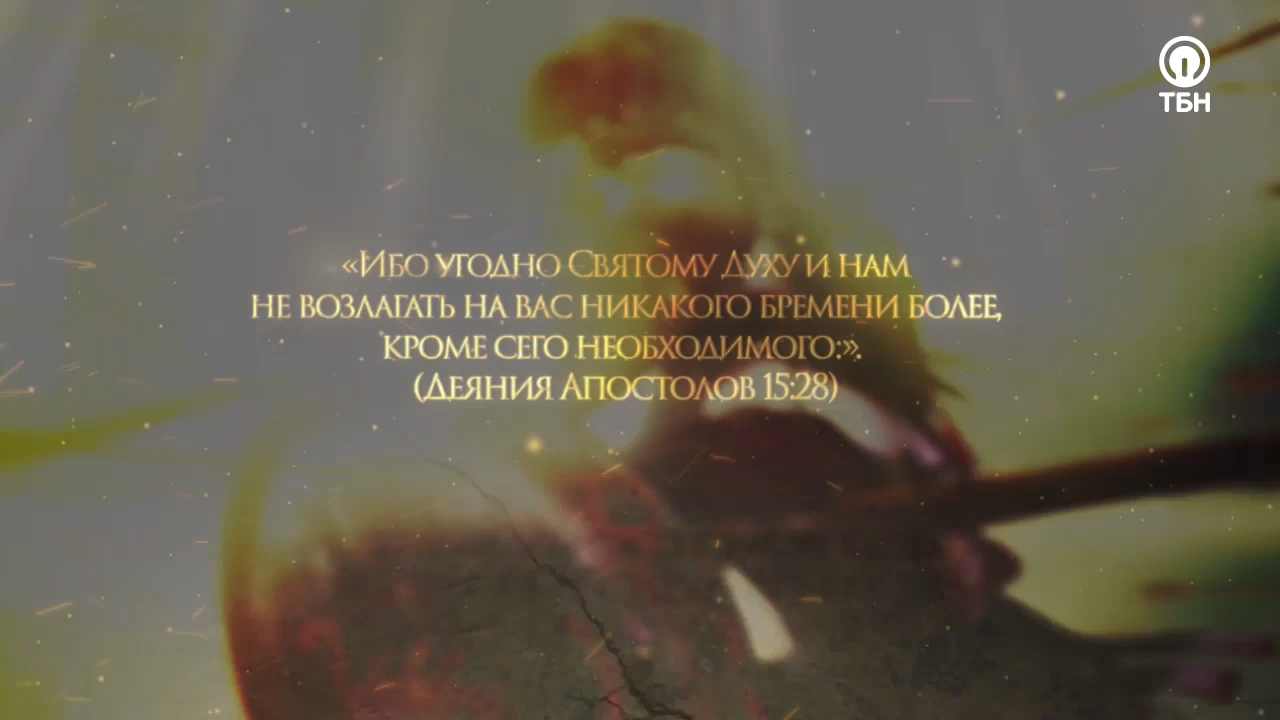 ТБН
«Ибо угодно Святому Духу и нам
не возлагать на вас никакого бремени более,
кроме сего необходимого:».
(Деяния Апостолов 15:28)